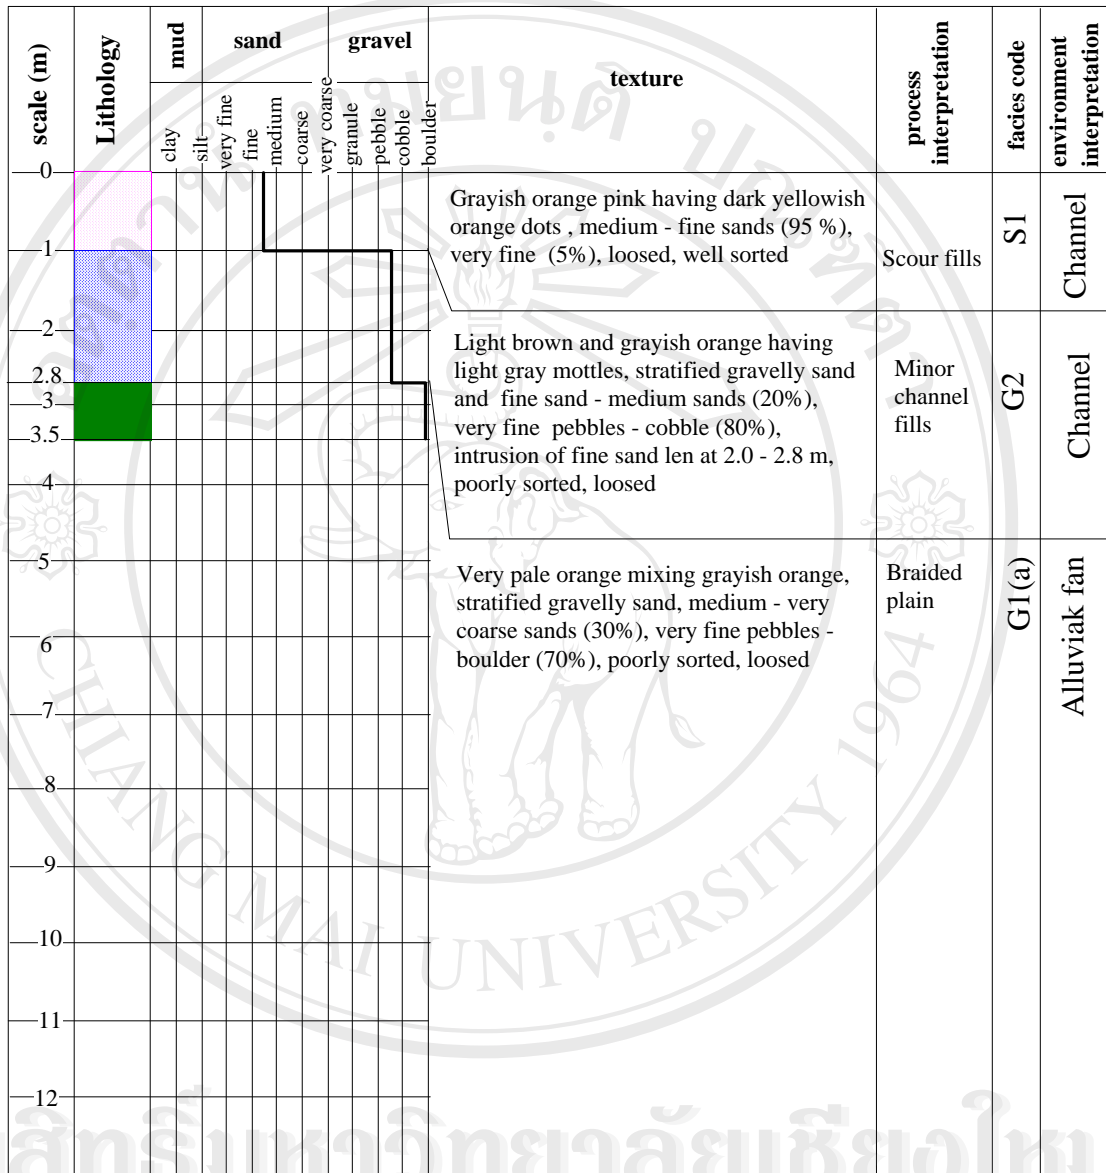 scale (m)
Lithology
mud
sand
gravel
clay
silt
very fine
fine
medium
coarse
very coarse
granule
pebble
cobble
boulder
texture
process
interpretation
facies code
environment
interpretation
0
1
2
2.8
3
3.5
4
5
6
7
8
9
10
11
12
Grayish orange pink having dark yellowish
orange dots , medium - fine sands (95 %),
very fine (5%), loosed, well sorted
Scour fills
S1
Channel
Light brown and grayish orange having
light gray mottles, stratified gravelly sand
and fine sand - medium sands (20%),
very fine pebbles - cobble (80%),
intrusion of fine sand len at 2.0 - 2.8 m,
poorly sorted, loosed
Minor
channel
fills
G2
Channel
Very pale orange mixing grayish orange,
stratified gravelly sand, medium - very
coarse sands (30%), very fine pebbles -
boulder (70%), poorly sorted, loosed
Braided
plain
G1(a)
Alluviak fan
CHIANG MAI UNIVERSITY 1964